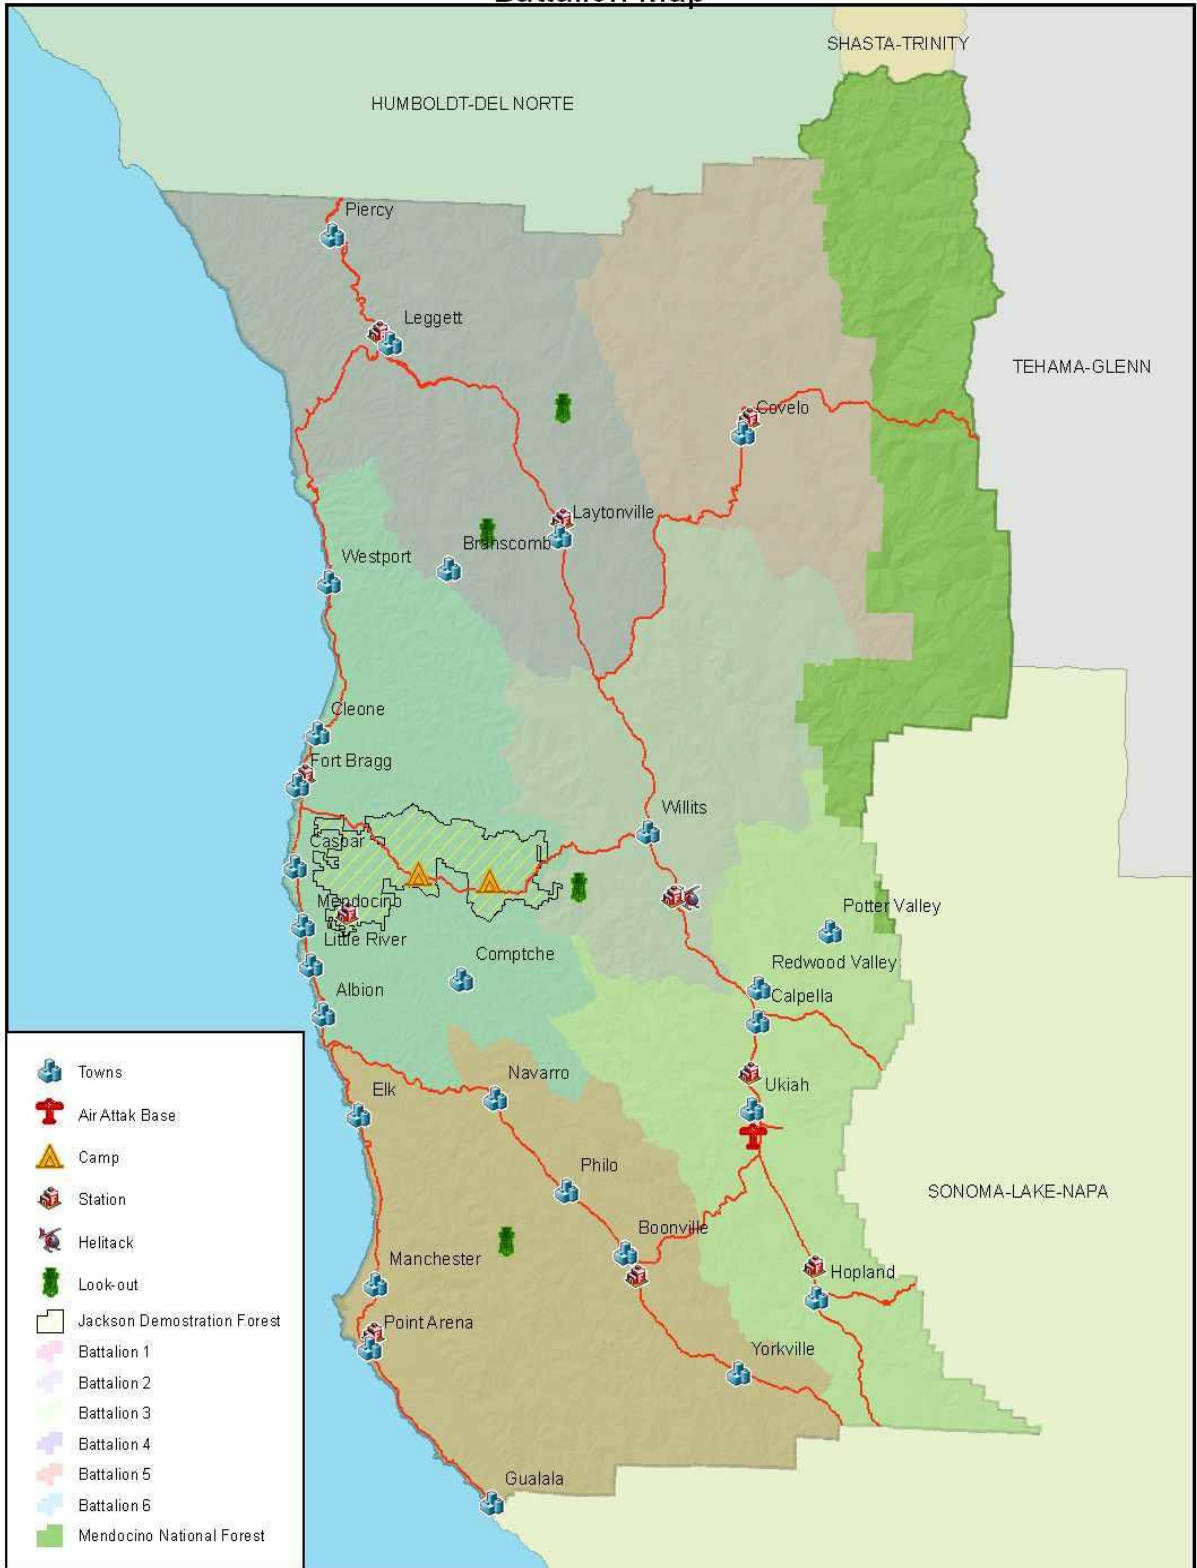 Battalion Map
SHASTA-TRINITY
HUMBOLDT-DEL NORTE
Piercy
Leggett
TEHAMA-GLENN
Covelo
Laytonville
Branscomb
Westport
Cleone
Fort Bragg
Willits
Caspar
Mendocino
Potter Valley
Little River
Comptche
Redwood Valley
Albion
Calpella
Navarro
Ukiah
Elk
Philo
SONOMA-LAKE-NAPA
Boonville
Manchester
Hopland
Point Arena
Yorkville
Gualala
Towns
Air Attak Base
Camp
Station
Helitack
Look-out
Jackson Demostration Forest
Battalion 1
Battalion 2
Battalion 3
Battalion 4
Battalion 5
Battalion 6
Mendocino National Forest